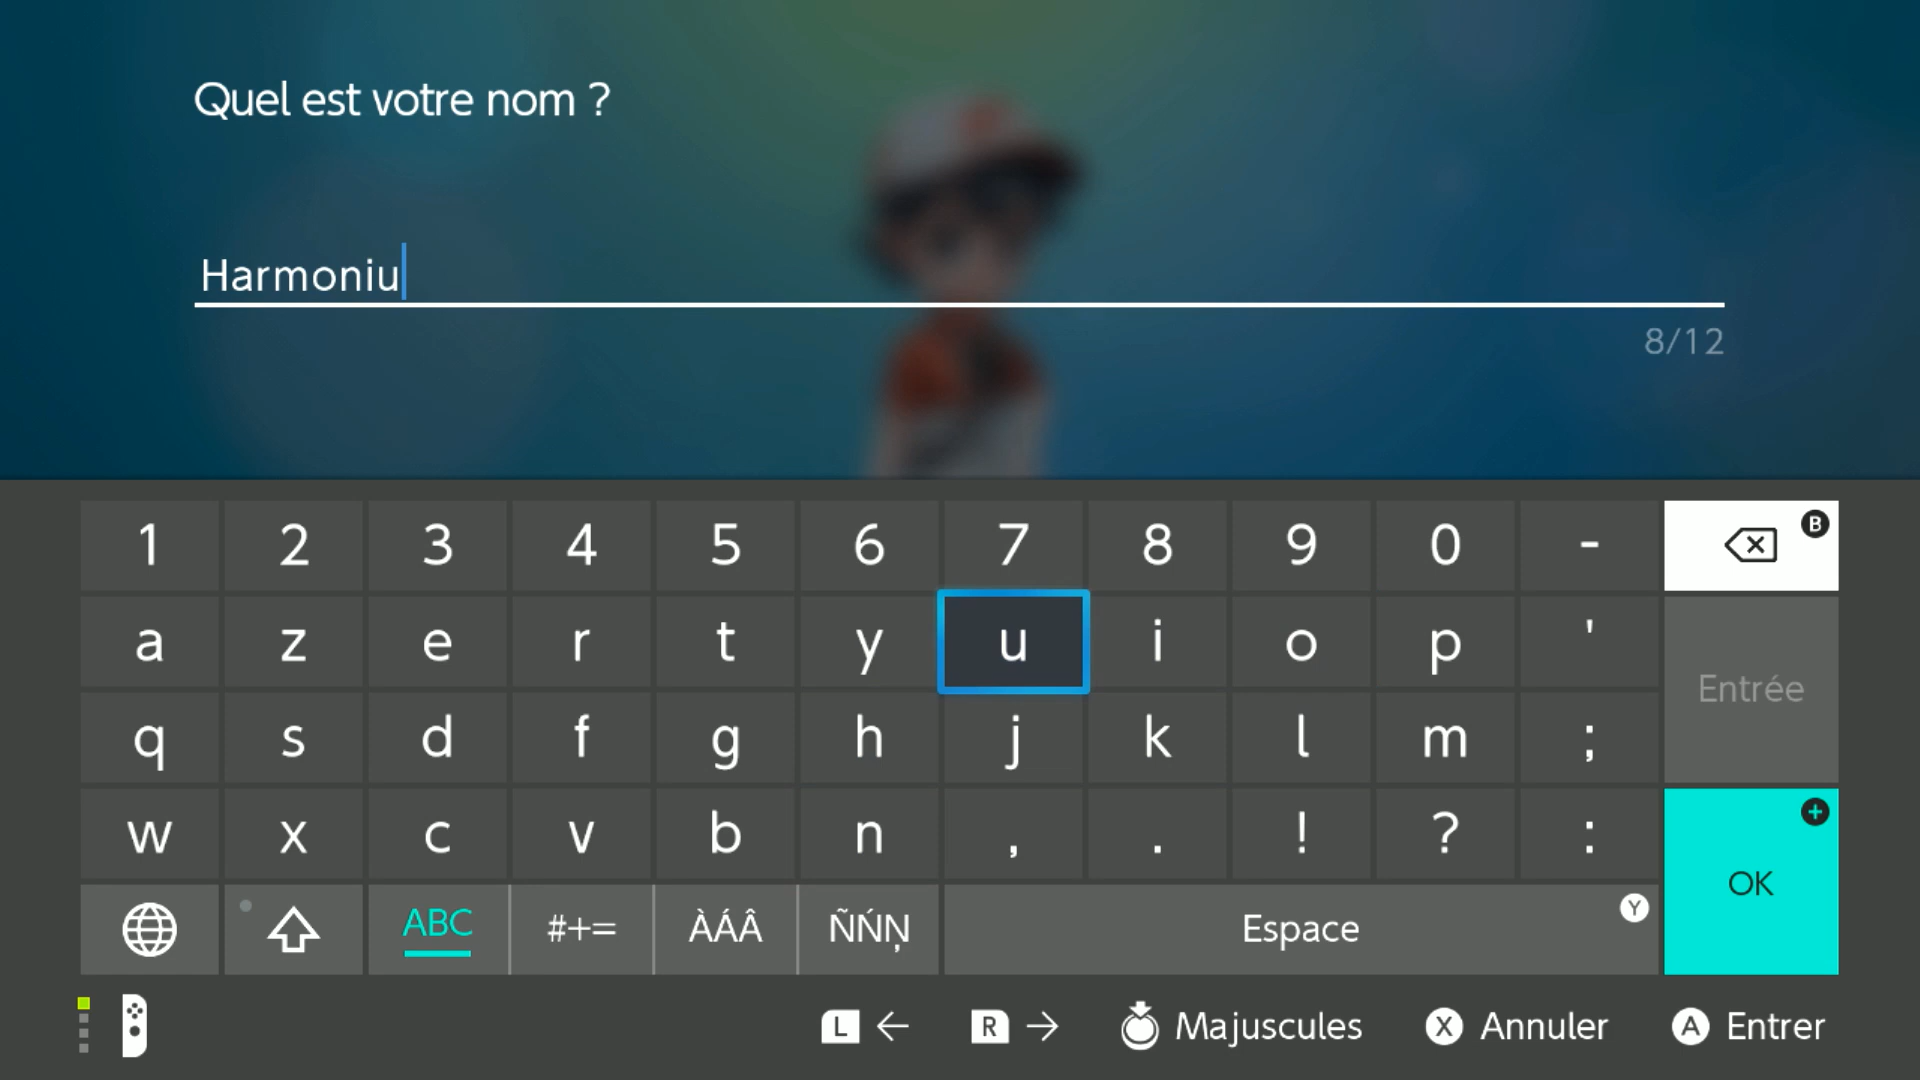 Quel est votre nom ?
Harmoniu
8/12
1 2 3 4 5 6 7 8 9 0 - B
a z e r t y u i o p '
Entrée
q s d f g h j k l m ;
w x c v b n , . ! ? :
+ OK
ABC #+= ÀÁÂ ÑŃŅ Espace Y
L ← R → Majuscules X Annuler A Entrer